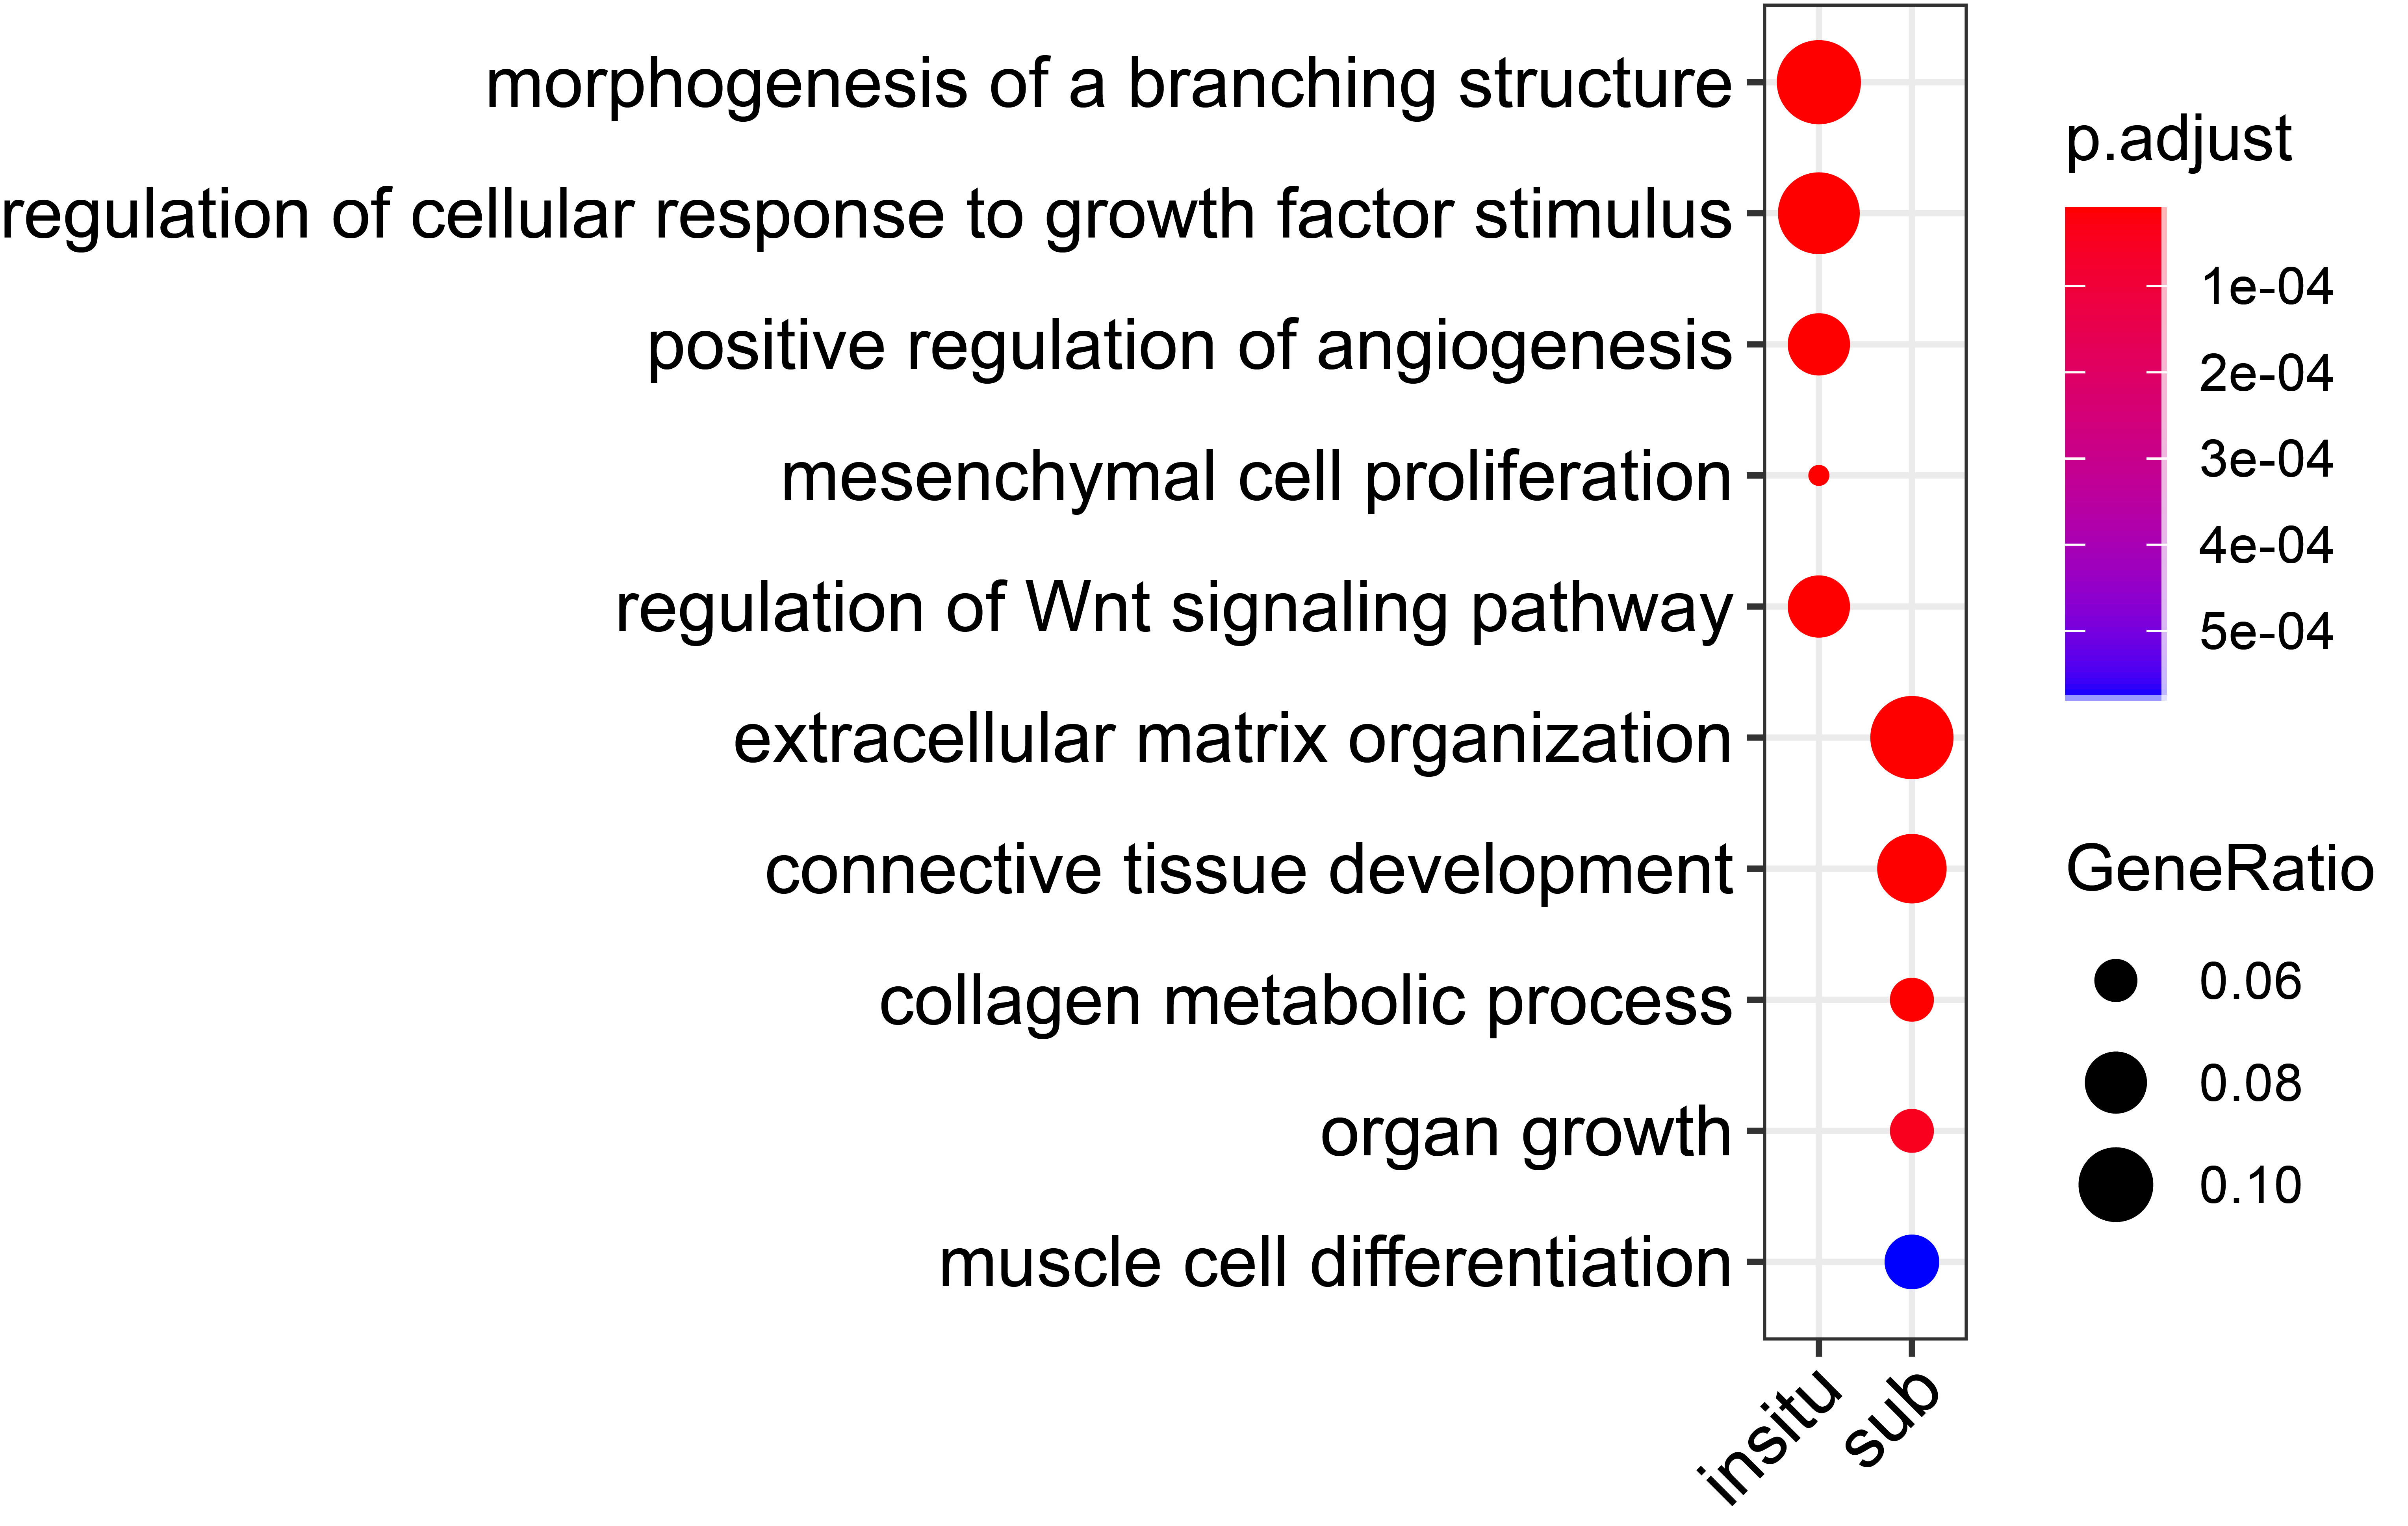 morphogenesis of a branching structure
regulation of cellular response to growth factor stimulus
positive regulation of angiogenesis
mesenchymal cell proliferation
regulation of Wnt signaling pathway
extracellular matrix organization
connective tissue development
collagen metabolic process
organ growth
muscle cell differentiation
insitu
sub
p.adjust
1e-04
2e-04
3e-04
4e-04
5e-04
GeneRatio
0.06
0.08
0.10